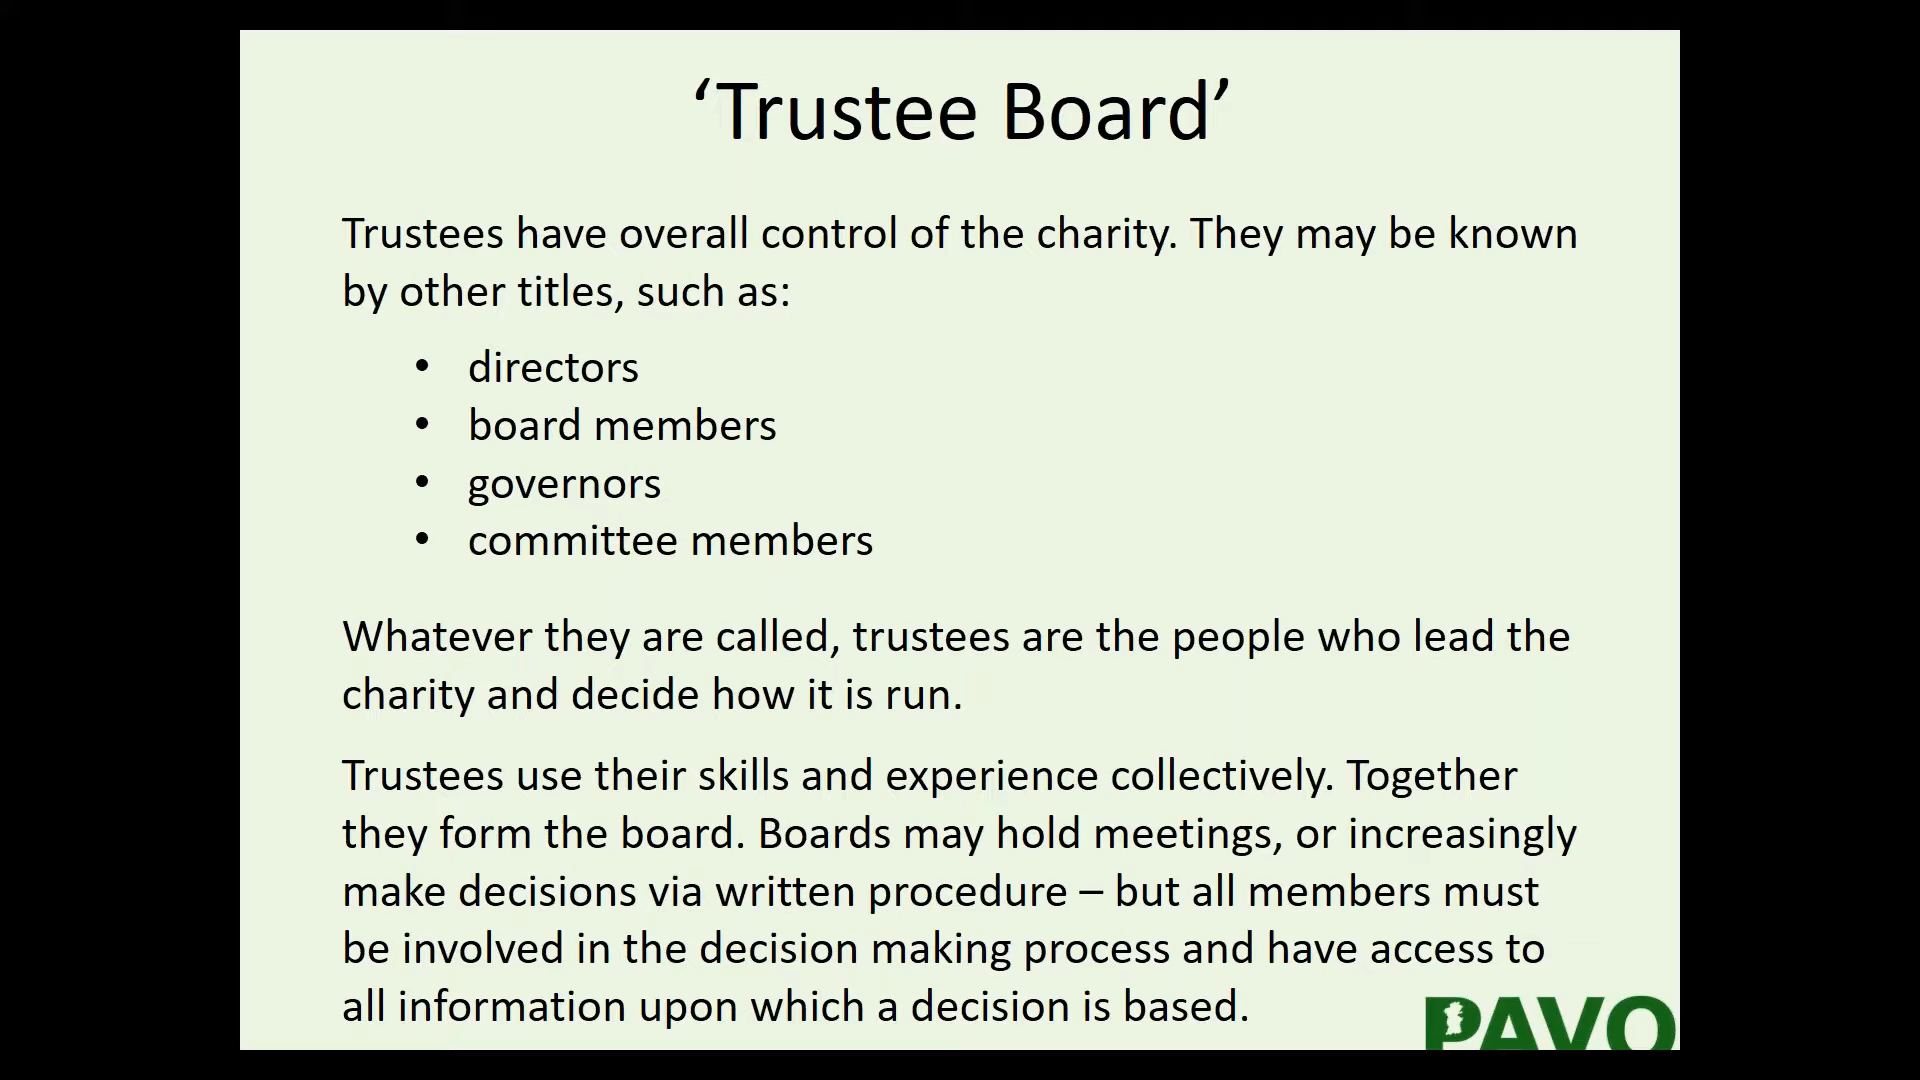 ‘Trustee Board’
Trustees have overall control of the charity. They may be known
by other titles, such as:
• directors
• board members
• governors
• committee members
Whatever they are called, trustees are the people who lead the
charity and decide how it is run.
Trustees use their skills and experience collectively. Together
they form the board. Boards may hold meetings, or increasingly
make decisions via written procedure – but all members must
be involved in the decision making process and have access to
all information upon which a decision is based.
PAVO